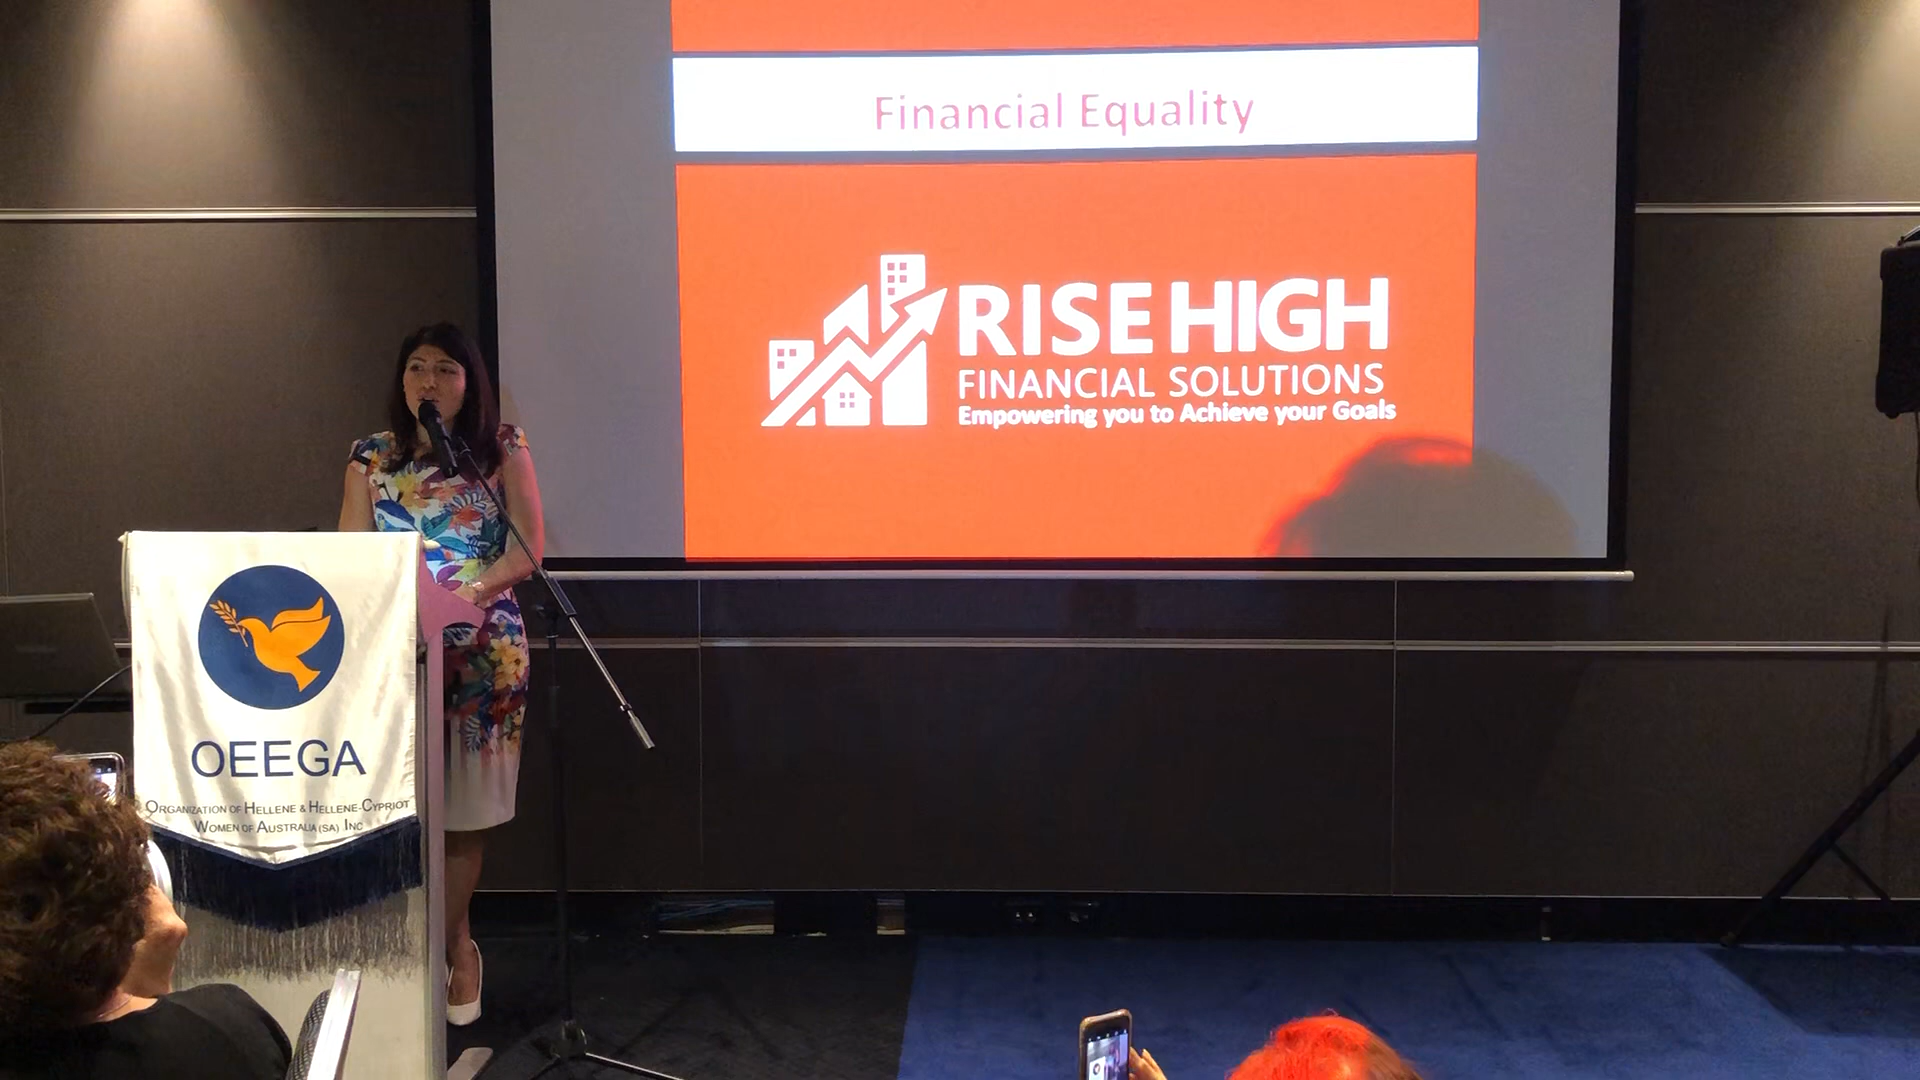 Financial Equality
RISE HIGH
FINANCIAL SOLUTIONS
Empowering you to Achieve your Goals
OEEGA
ORGANIZATION OF HELLENE & HELLENE-CYPRIOT
WOMEN OF AUSTRALIA (SA) INC